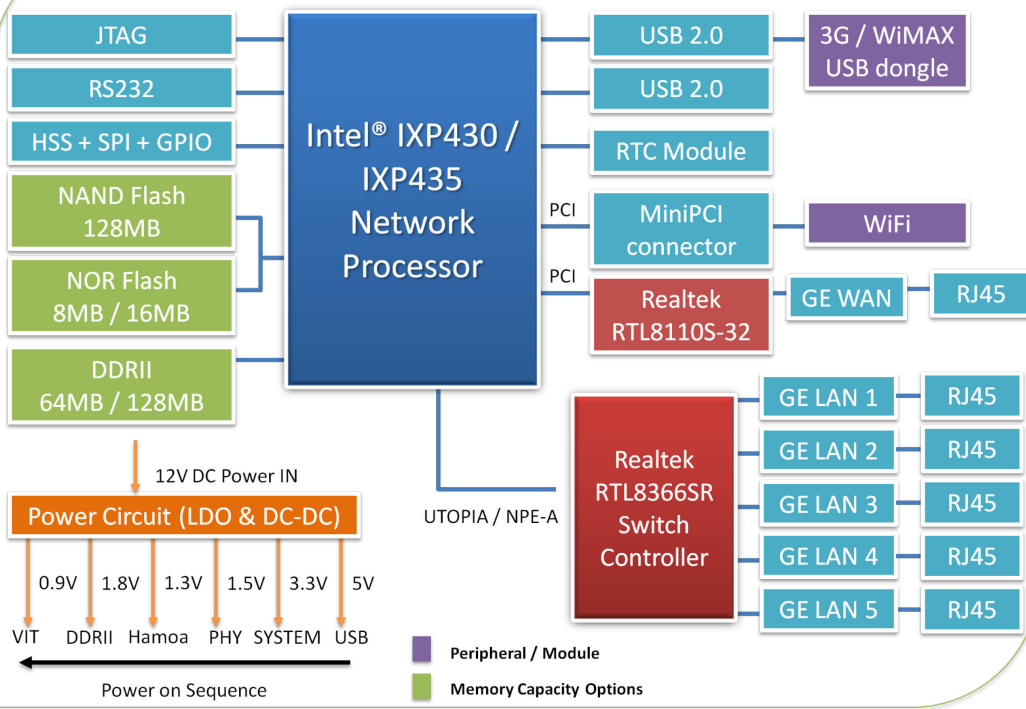 JTAG
RS232
HSS + SPI + GPIO
NAND Flash
128MB
NOR Flash
8MB / 16MB
DDRII
64MB / 128MB
Intel® IXP430 /
IXP435
Network
Processor
USB 2.0
3G / WiMAX
USB dongle
USB 2.0
RTC Module
PCI
MiniPCI
connector
WiFi
PCI
Realtek
RTL8110S-32
GE WAN
RJ45
UTOPIA / NPE-A
Realtek
RTL8366SR
Switch
Controller
GE LAN 1
RJ45
GE LAN 2
RJ45
GE LAN 3
RJ45
GE LAN 4
RJ45
GE LAN 5
RJ45
12V DC Power IN
Power Circuit (LDO & DC-DC)
0.9V 1.8V 1.3V 1.5V 3.3V 5V
VIT DDRII Hamoa PHY SYSTEM USB
Power on Sequence
Peripheral / Module
Memory Capacity Options